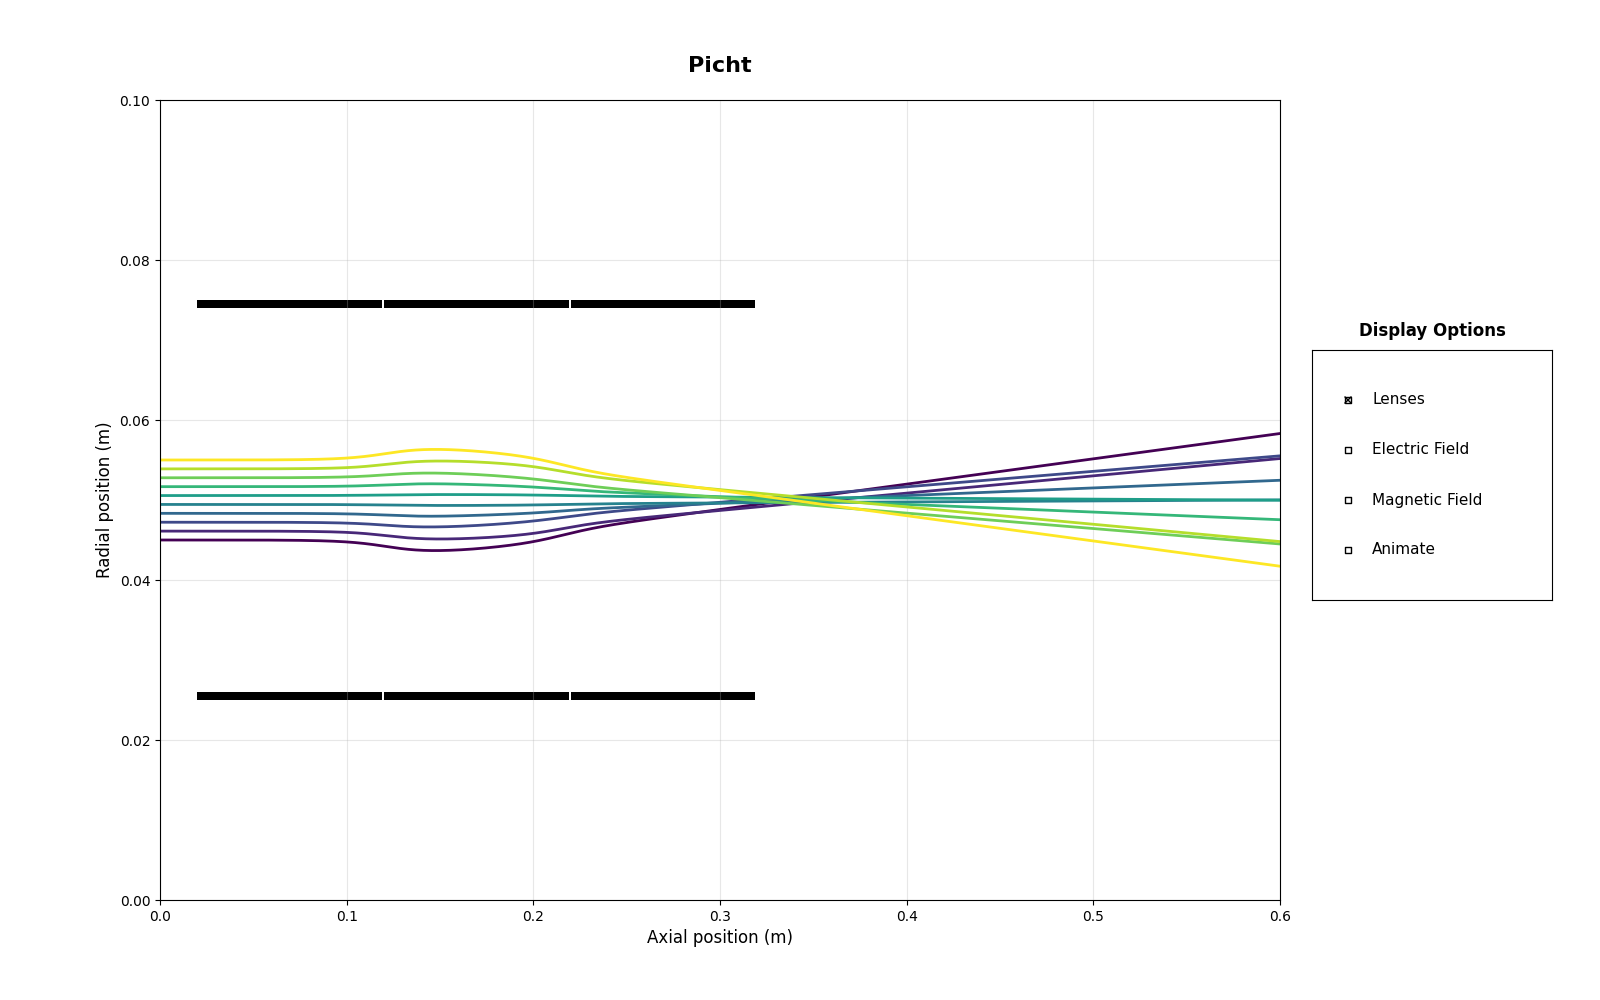 Picht
0.10
0.08
0.06
0.04
0.02
0.00
Radial position (m)
0.0 0.1 0.2 0.3 0.4 0.5 0.6
Axial position (m)
Display Options
Lenses
Electric Field
Magnetic Field
Animate